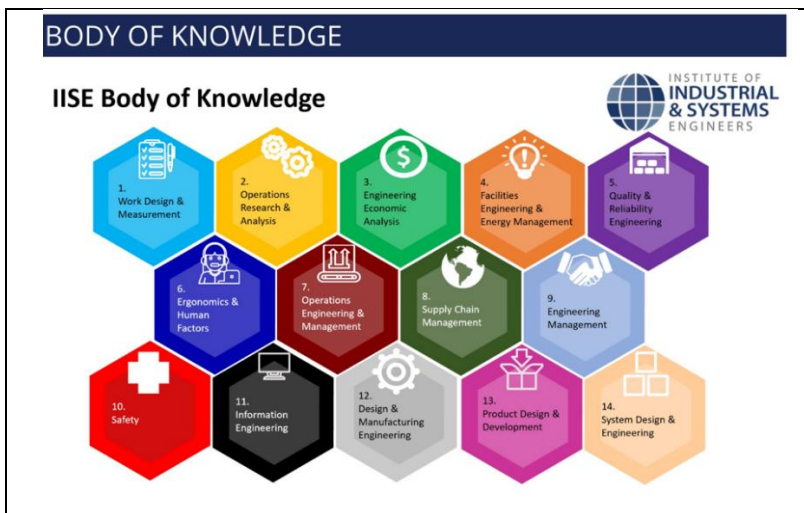 BODY OF KNOWLEDGE
IISE Body of Knowledge
INSTITUTE OF
INDUSTRIAL
& SYSTEMS
ENGINEERS
1.
Work Design &
Measurement
2.
Operations
Research &
Analysis
3.
Engineering
Economic
Analysis
4.
Facilities
Engineering &
Energy Management
5.
Quality &
Reliability
Engineering
6.
Ergonomics &
Human
Factors
7.
Operations
Engineering &
Management
8.
Supply Chain
Management
9.
Engineering
Management
10.
Safety
11.
Information
Engineering
12.
Design &
Manufacturing
Engineering
13.
Product Design &
Development
14.
System Design &
Engineering